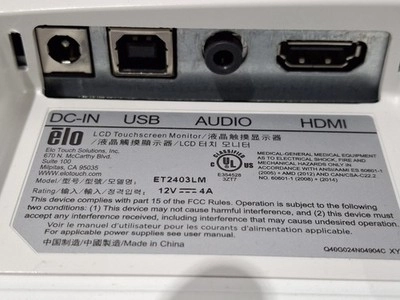 DC-IN USB AUDIO HDMI
elo
LCD Touchscreen Monitor/液晶触摸显示器
/液晶觸摸顯示器/LCD 터치 모니터
Elo Touch Solutions, Inc.
670 N. McCarthy Blvd.
Suite 100
Milpitas, CA 95035
www.elotouch.com
CLASSIFIED
UL
C US
E354528
3ZT7
MEDICAL-GENERAL MEDICAL EQUIPMENT
AS TO ELECTRICAL SHOCK, FIRE AND
MECHANICAL HAZARDS ONLY IN
ACCORDANCE WITH ANSI/AAMI ES 60601
-1 (2005) + AMD (2012) AND CAN/CSA-C22.2
NO. 60601-1 (2008) + (2014)
Model/型号/型號/모델명: ET2403LM
Rating/输入/輸入/입력: 12V 4A
This device complies with part 15 of the FCC Rules. Operation is subject to the following
two conditions: (1) This device may not cause harmful interference, and (2) this device must
accept any interference received, including interference that may cause undesired operation.
Voir le manuel d'utilisateur pour les courants d'alimentation applicable
For applicable power supplies see user manual.
中国制造/中國製造/Made in China
Q40G024N04904C XY